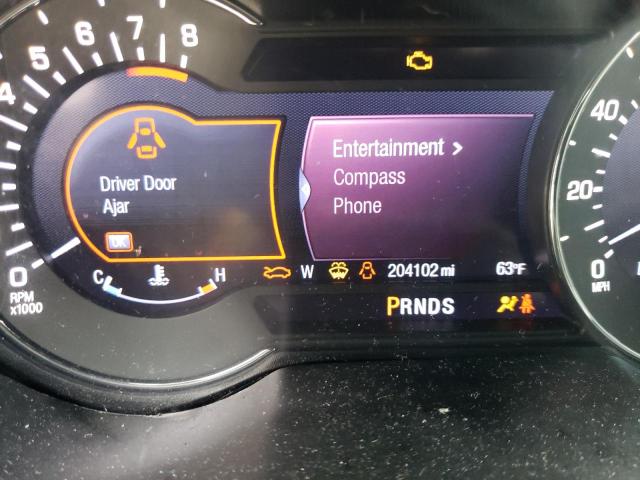 4
5
6
7
8
Driver Door
Ajar
OK
Entertainment >
Compass
Phone
40
20
0
MPH
0
RPM
x1000
C
H
W
204102 mi
63°F
PRNDS